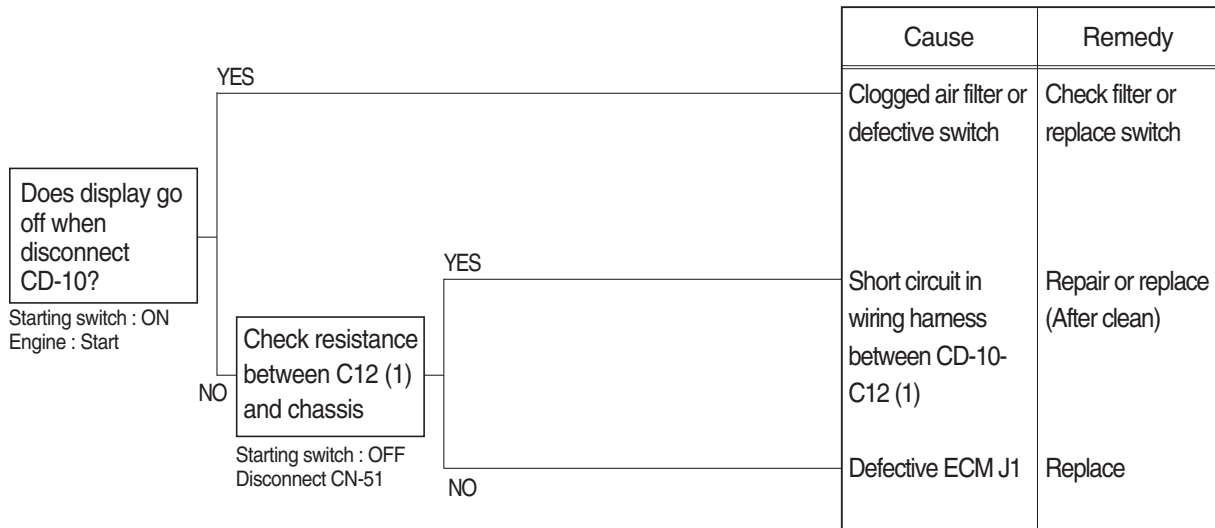 Cause
Remedy
YES
Clogged air filter or
defective switch
Check filter or
replace switch
Does display go
off when
disconnect
CD-10?
Starting switch : ON
Engine : Start
YES
Short circuit in
wiring harness
between CD-10-
C12 (1)
Repair or replace
(After clean)
NO
Check resistance
between C12 (1)
and chassis
Starting switch : OFF
Disconnect CN-51
NO
Defective ECM J1
Replace